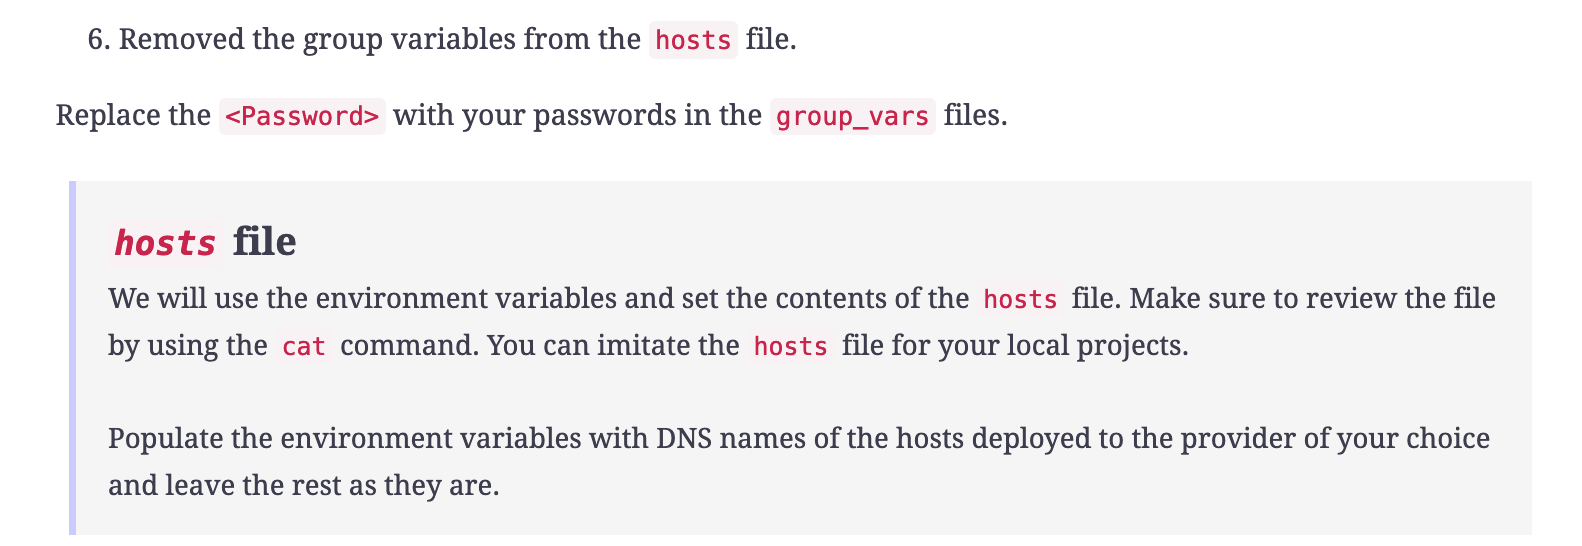 6. Removed the group variables from the hosts file.
Replace the <Password> with your passwords in the group_vars files.
hosts file
We will use the environment variables and set the contents of the hosts file. Make sure to review the file
by using the cat command. You can imitate the hosts file for your local projects.
Populate the environment variables with DNS names of the hosts deployed to the provider of your choice
and leave the rest as they are.